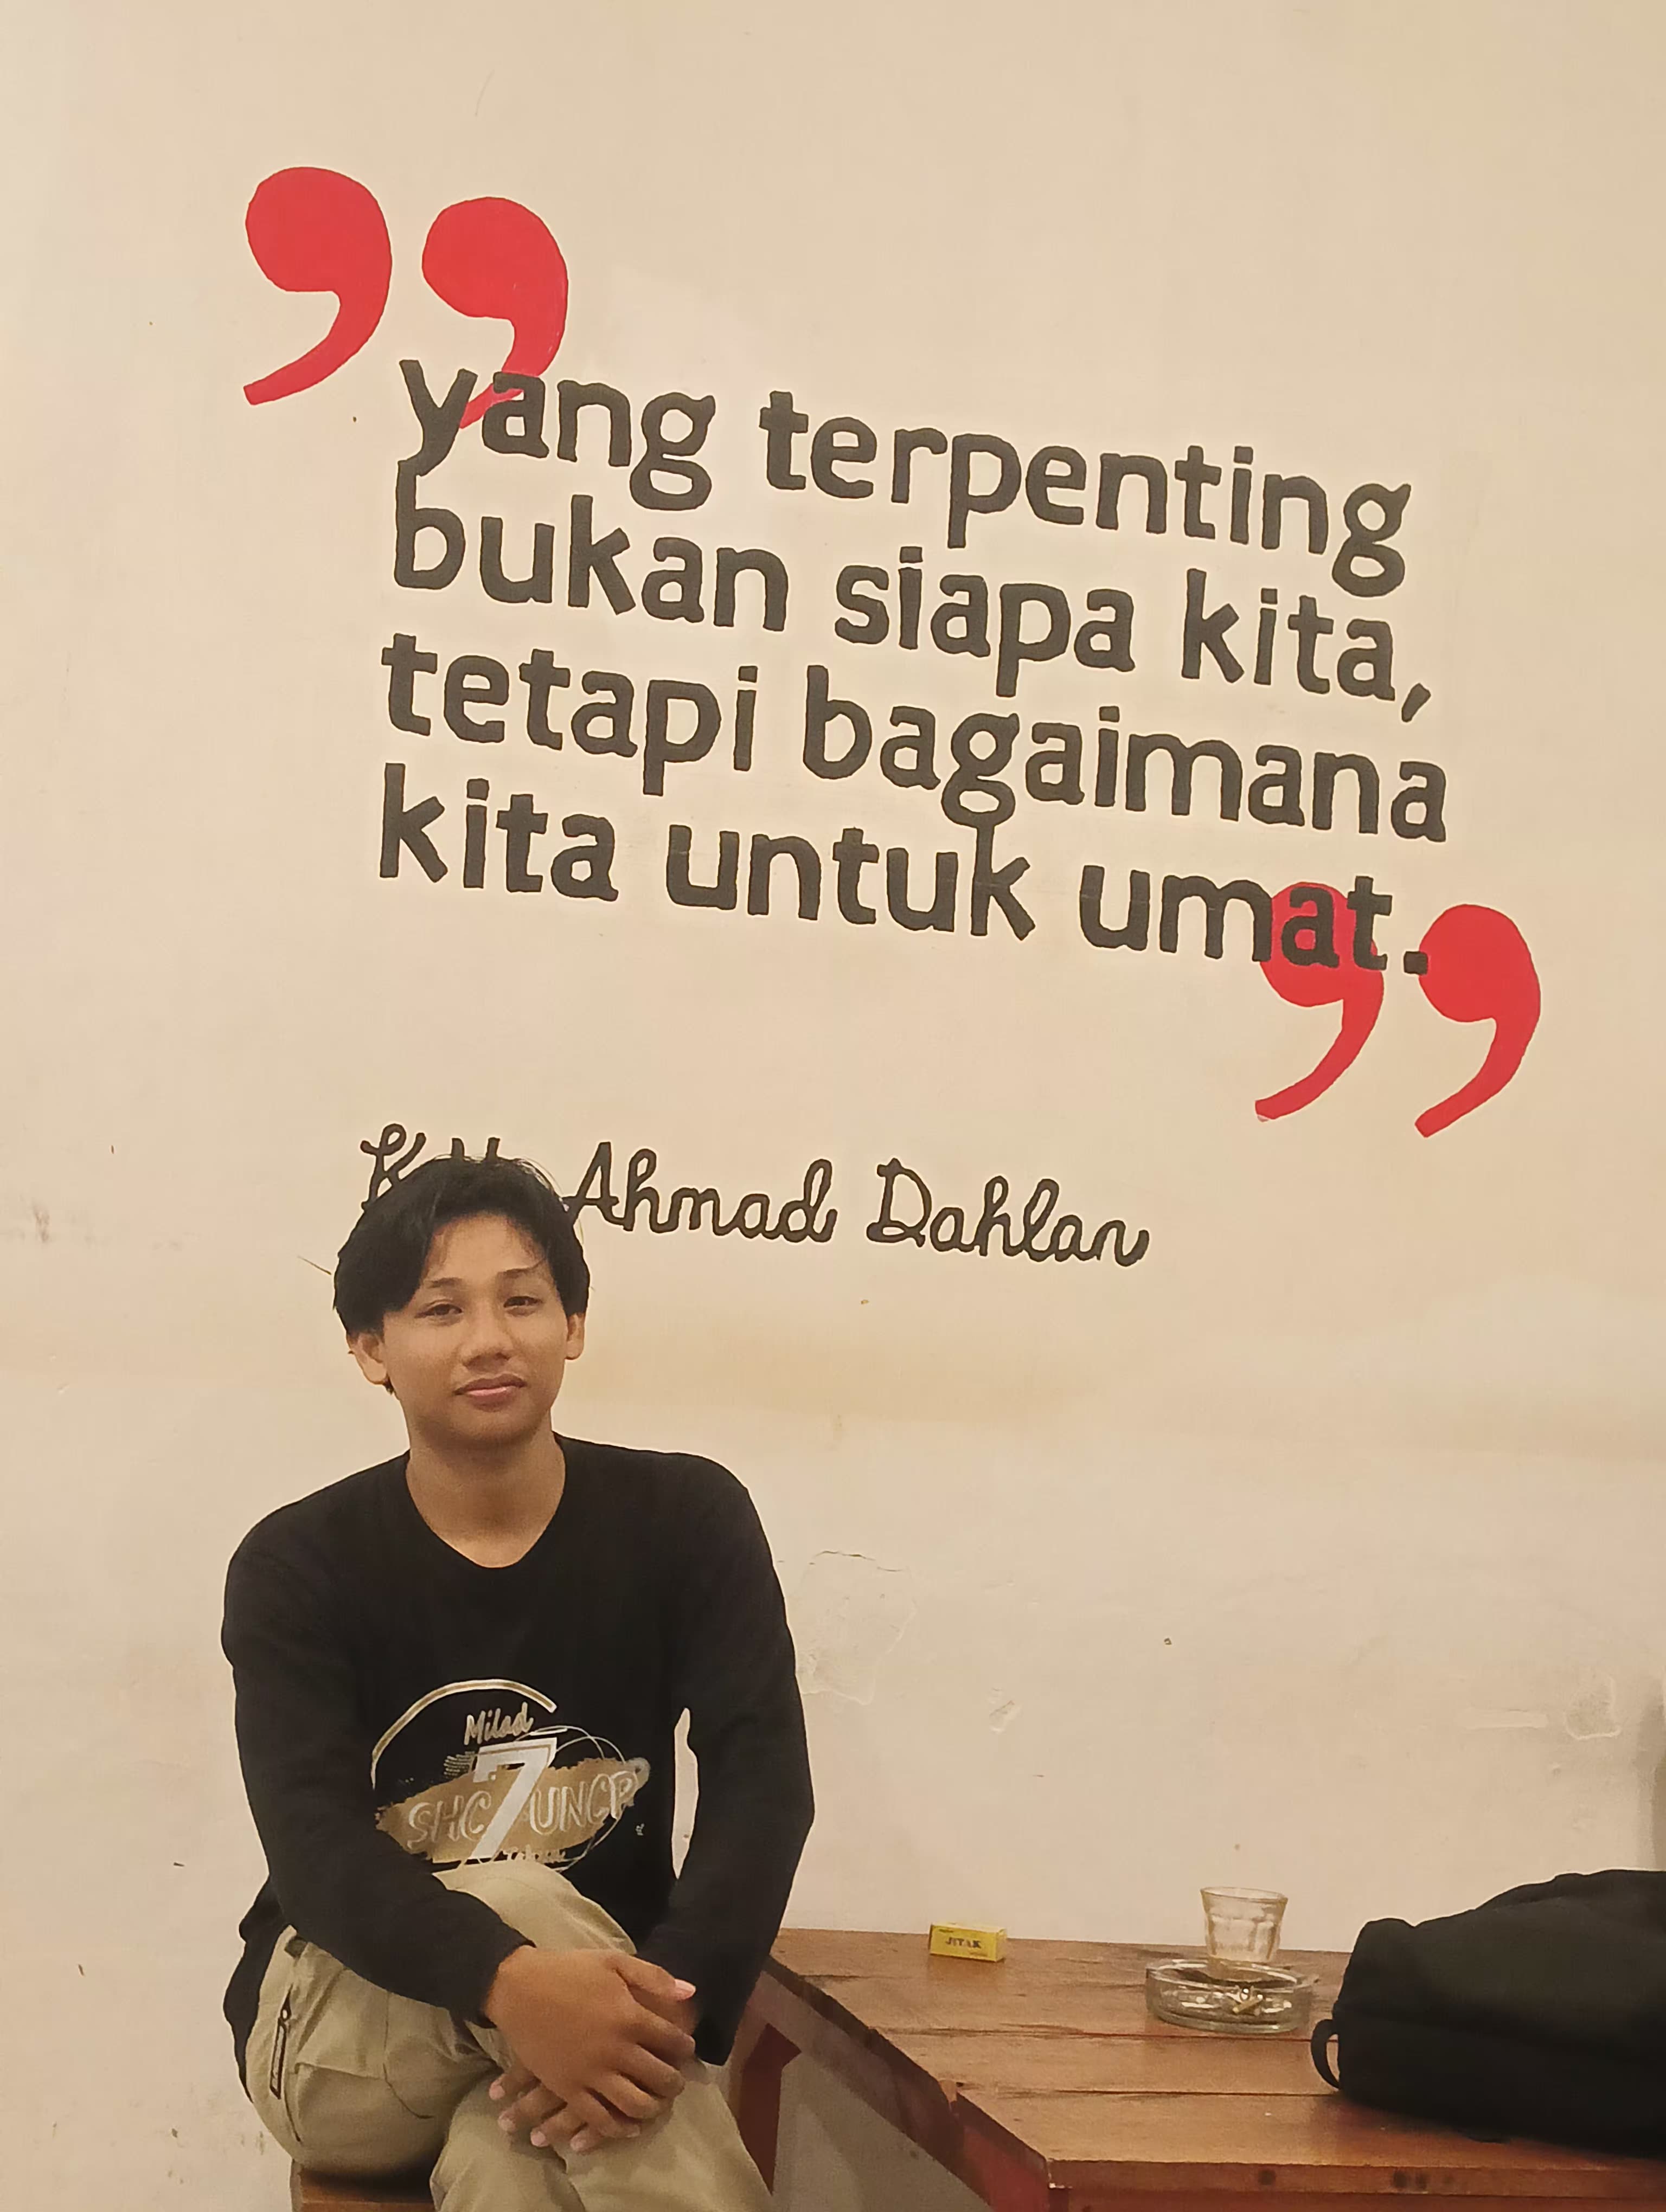 yang terpenting
bukan siapa kita,
tetapi bagaimana
kita untuk umat.
Ahmad Dahlan
Milad
7
SHC UNCP
JITAK